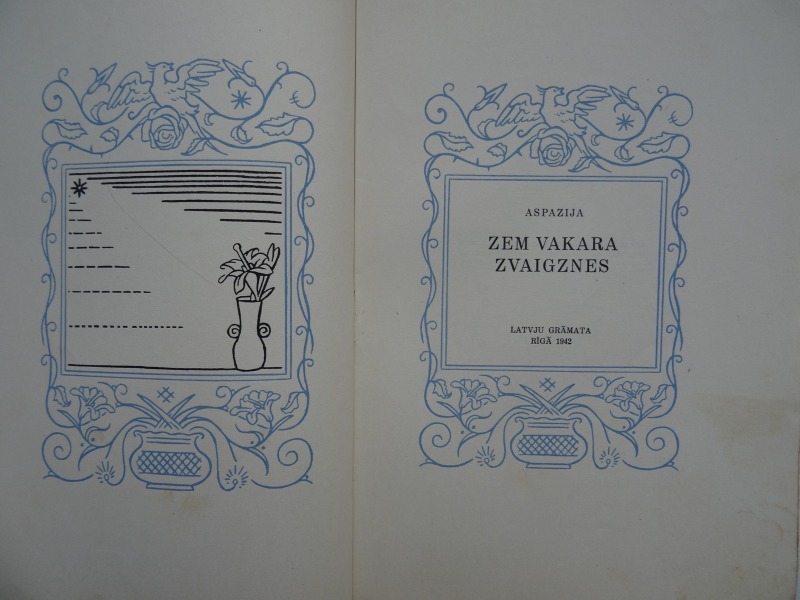 ASPAZIJA
ZEM VAKARA
ZVAIGZNES
LATVJU GRĀMATA
RĪGĀ 1942